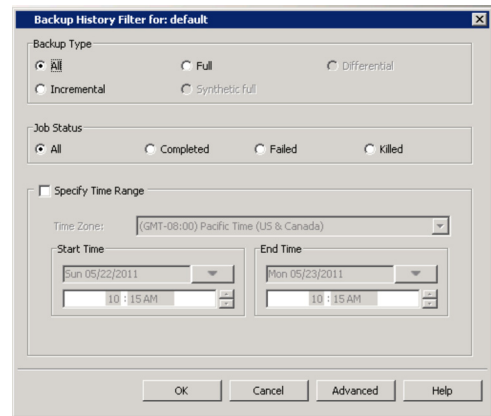 Backup History Filter for: default
Backup Type
All Full Differential
Incremental Synthetic full
Job Status
All Completed Failed Killed
Specify Time Range
Time Zone: (GMT-08:00) Pacific Time (US & Canada)
Start Time End Time
Sun 05/22/2011 Mon 05/23/2011
10 : 15 AM 10 : 15 AM
OK Cancel Advanced Help